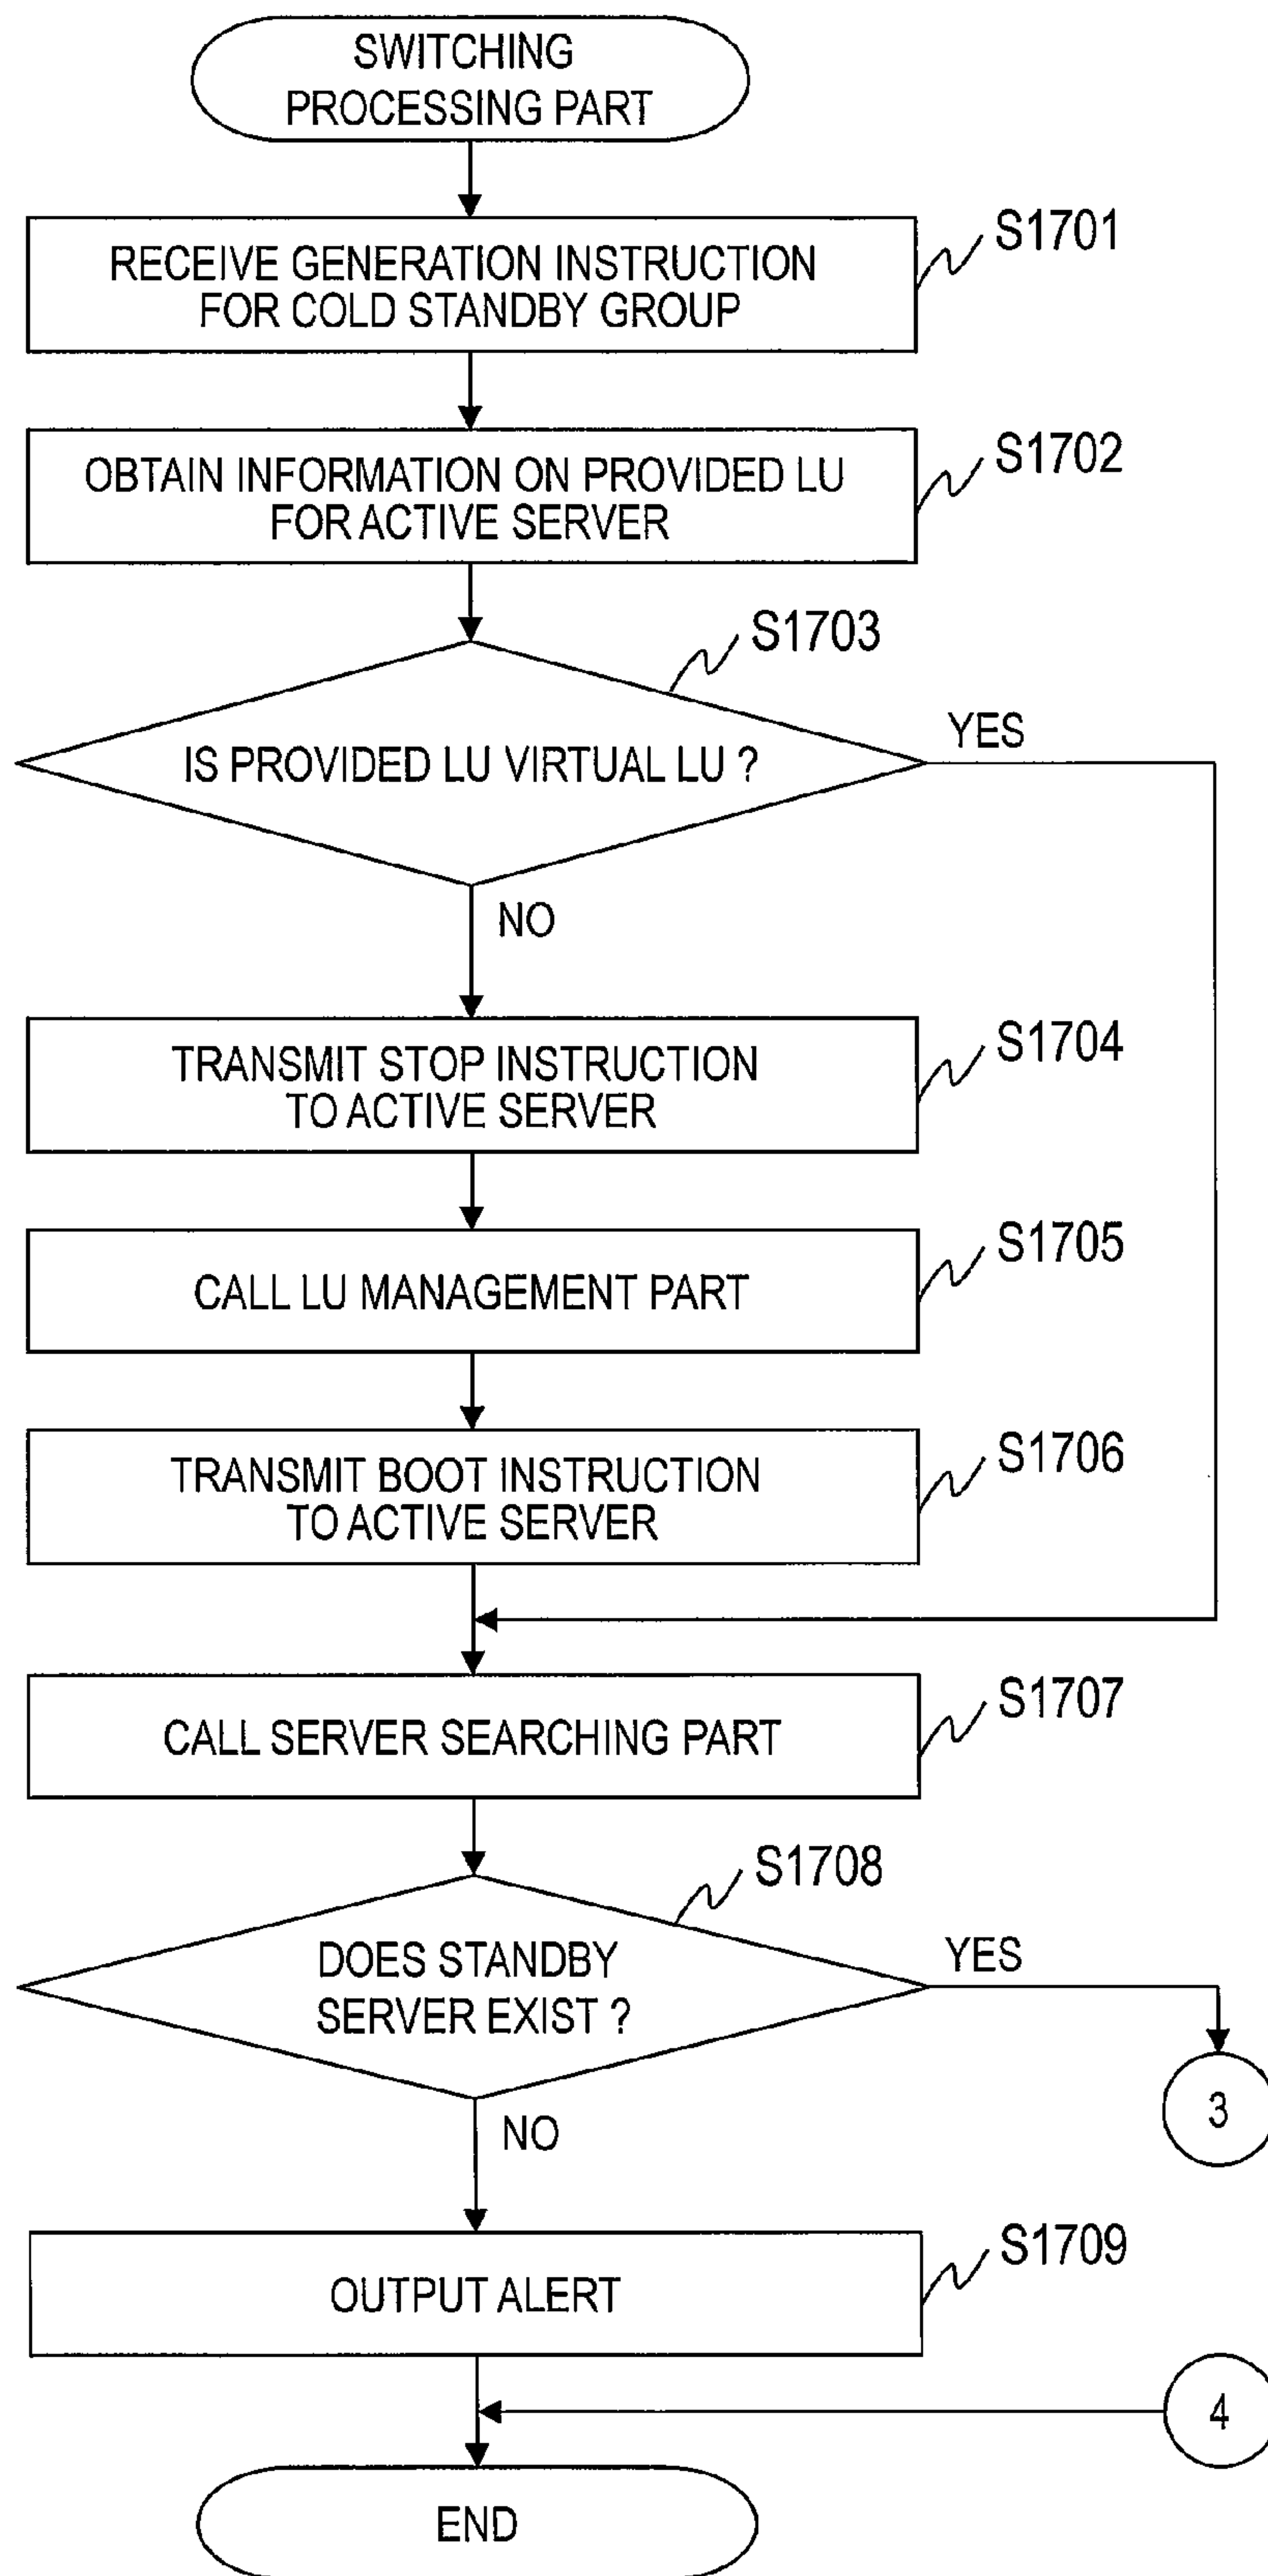 SWITCHING
PROCESSING PART
RECEIVE GENERATION INSTRUCTION
FOR COLD STANDBY GROUP
S1701
OBTAIN INFORMATION ON PROVIDED LU
FOR ACTIVE SERVER
S1702
S1703
IS PROVIDED LU VIRTUAL LU ?
YES
NO
TRANSMIT STOP INSTRUCTION
TO ACTIVE SERVER
S1704
CALL LU MANAGEMENT PART
S1705
TRANSMIT BOOT INSTRUCTION
TO ACTIVE SERVER
S1706
CALL SERVER SEARCHING PART
S1707
S1708
DOES STANDBY
SERVER EXIST ?
YES
3
NO
OUTPUT ALERT
S1709
4
END